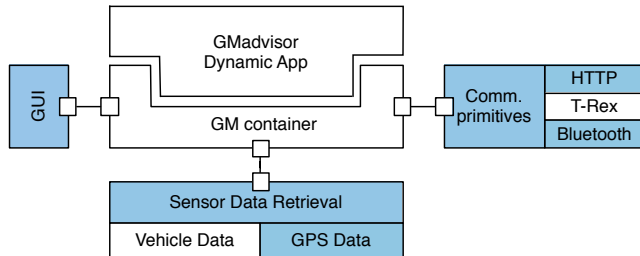 GMadvisor
Dynamic App
GUI
GM container
Comm.
primitives
HTTP
T-Rex
Bluetooth
Sensor Data Retrieval
Vehicle Data
GPS Data